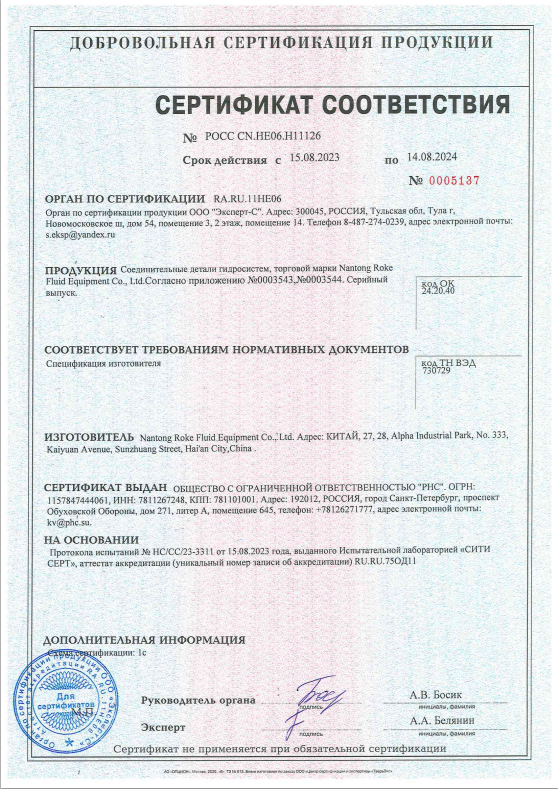 ДОБРОВОЛЬНАЯ СЕРТИФИКАЦИЯ ПРОДУКЦИИ
СЕРТИФИКАТ СООТВЕТСТВИЯ
№ РОСС CN.HE06.H11126
Срок действия с 15.08.2023 по 14.08.2024
№ 0005137
ОРГАН ПО СЕРТИФИКАЦИИ RA.RU.11HE06
Орган по сертификации продукции ООО "Эксперт-С". Адрес: 300045, РОССИЯ, Тульская обл, Тула г,
Новомосковское ш, дом 54, помещение 3, 2 этаж, помещение 14. Телефон 8-487-274-0239, адрес электронной почты:
s.eksp@yandex.ru
ПРОДУКЦИЯ Соединительные детали гидросистем, торговой марки Nantong Roke
Fluid Equipment Co., Ltd.Согласно приложению №0003543,№0003544. Серийный
выпуск.
код ОК
24.20.40
СООТВЕТСТВУЕТ ТРЕБОВАНИЯМ НОРМАТИВНЫХ ДОКУМЕНТОВ
Спецификация изготовителя
код ТН ВЭД
730729
ИЗГОТОВИТЕЛЬ Nantong Roke Fluid Equipment Co., Ltd. Адрес: КИТАЙ, 27, 28, Alpha Industrial Park, No. 333,
Kaiyuan Avenue, Sunzhuang Street, Hai'an City,China .
СЕРТИФИКАТ ВЫДАН ОБЩЕСТВО С ОГРАНИЧЕННОЙ ОТВЕТСТВЕННОСТЬЮ "РНС". ОГРН:
1157847444061, ИНН: 7811267248, КПП: 781101001. Адрес: 192012, РОССИЯ, город Санкт-Петербург, проспект
Обуховской Обороны, дом 271, литер А, помещение 645, телефон: +78126271777, адрес электронной почты:
kv@phc.su.
НА ОСНОВАНИИ
Протокола испытаний № НС/СС/23-3311 от 15.08.2023 года, выданного Испытательной лабораторией «СИТИ
СЕРТ», аттестат аккредитации (уникальный номер записи об аккредитации) RU.RU.75ОД11
ДОПОЛНИТЕЛЬНАЯ ИНФОРМАЦИЯ
Схема сертификации: 1с
Для
сертификатов
М.П.
Руководитель органа
подпись
А.В. Босик
инициалы, фамилия
Эксперт
подпись
А.А. Белянин
инициалы, фамилия
Сертификат не применяется при обязательной сертификации